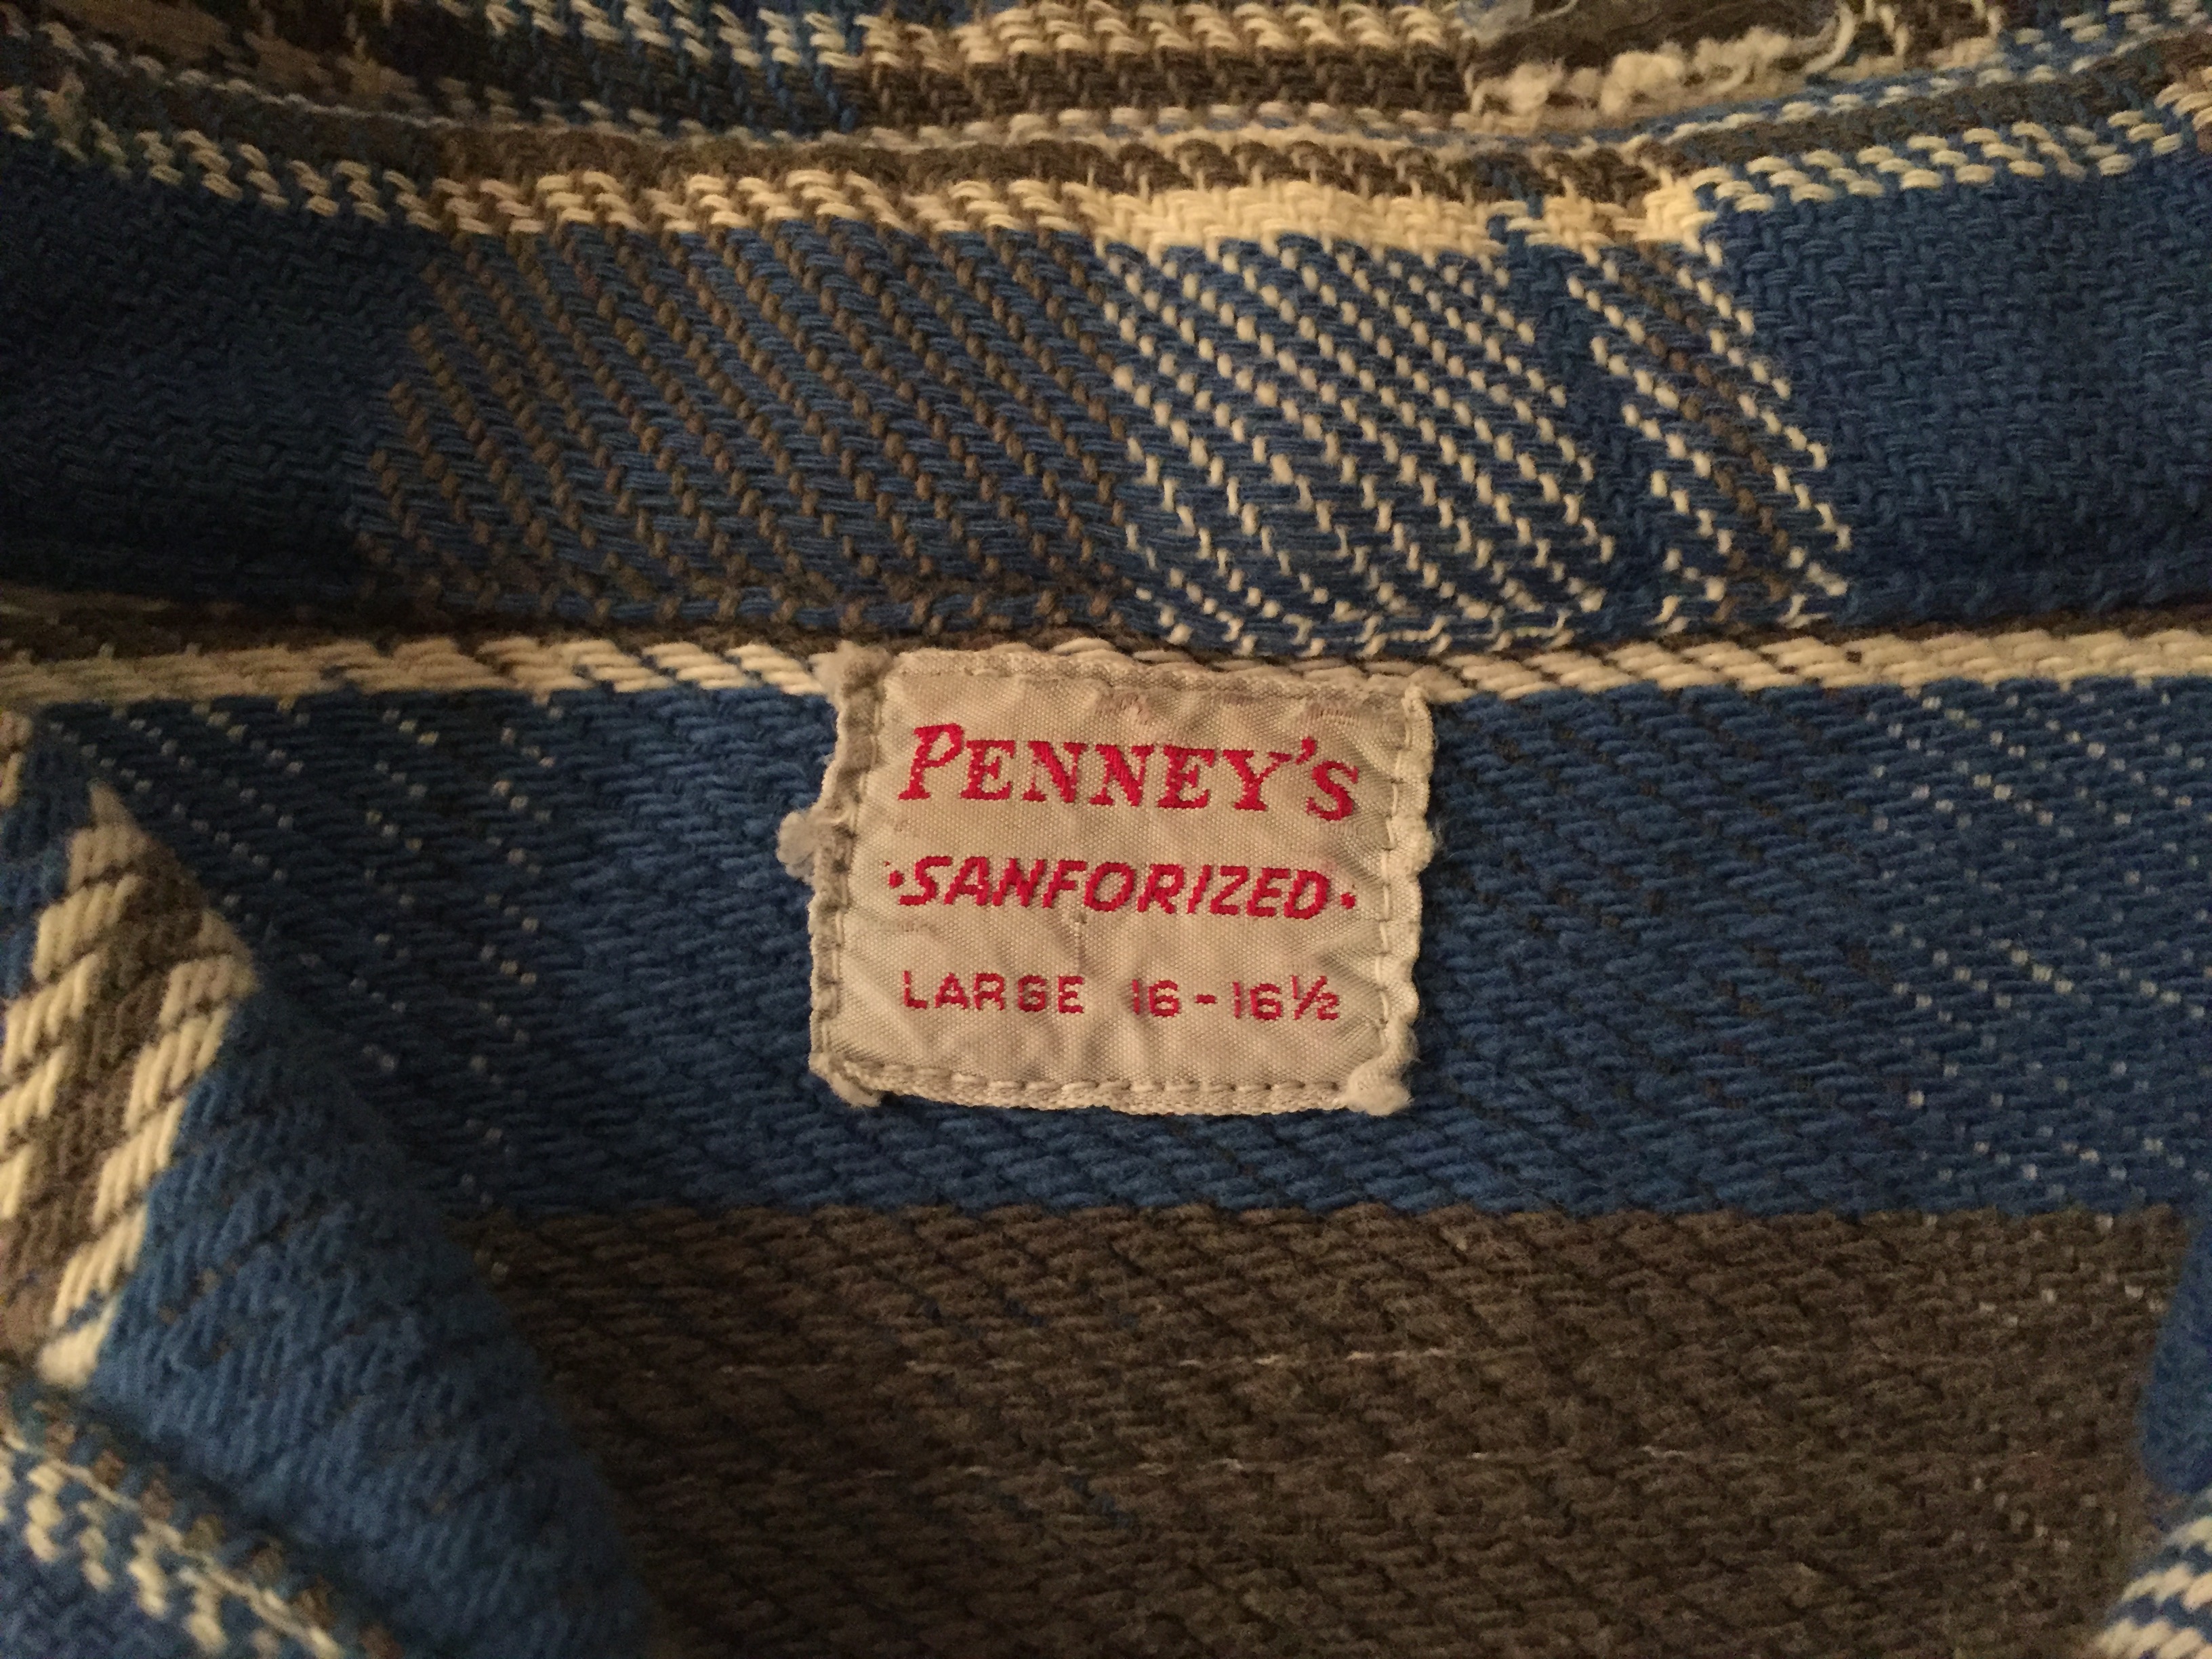 PENNEY'S
·SANFORIZED·
LARGE 16-16½